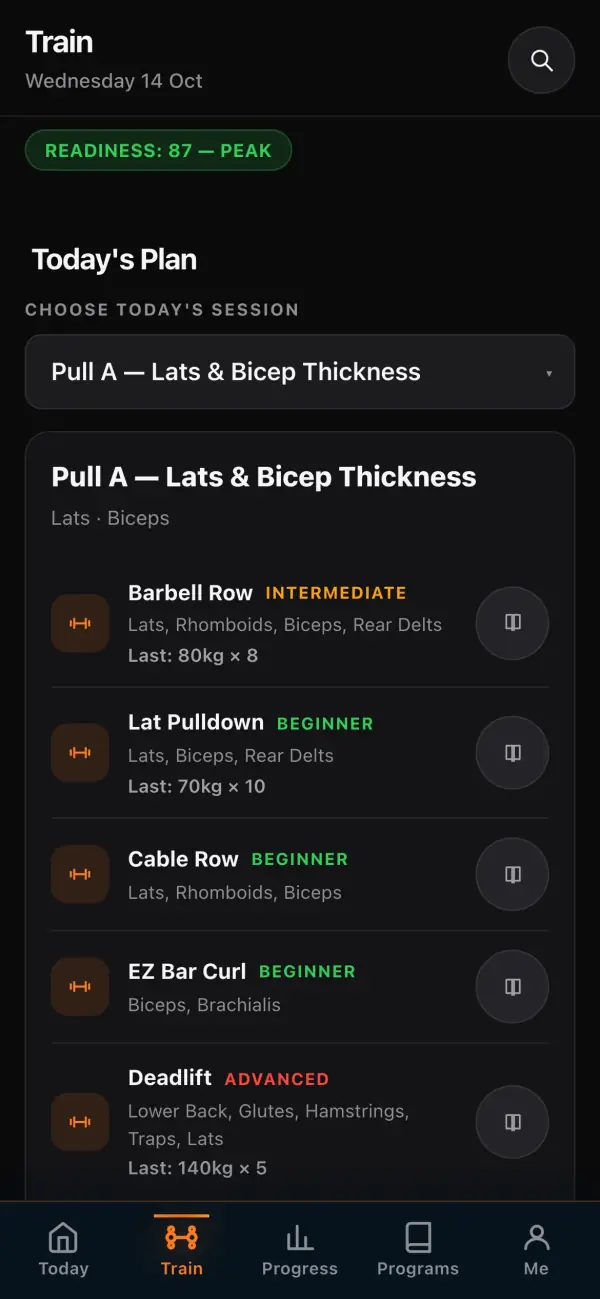 Train
Wednesday 14 Oct
READINESS: 87 — PEAK
Today's Plan
CHOOSE TODAY'S SESSION
Pull A — Lats & Bicep Thickness
Pull A — Lats & Bicep Thickness
Lats · Biceps
Barbell Row INTERMEDIATE
Lats, Rhomboids, Biceps, Rear Delts
Last: 80kg × 8
Lat Pulldown BEGINNER
Lats, Biceps, Rear Delts
Last: 70kg × 10
Cable Row BEGINNER
Lats, Rhomboids, Biceps
EZ Bar Curl BEGINNER
Biceps, Brachialis
Deadlift ADVANCED
Lower Back, Glutes, Hamstrings,
Traps, Lats
Last: 140kg × 5
Today Train Progress Programs Me